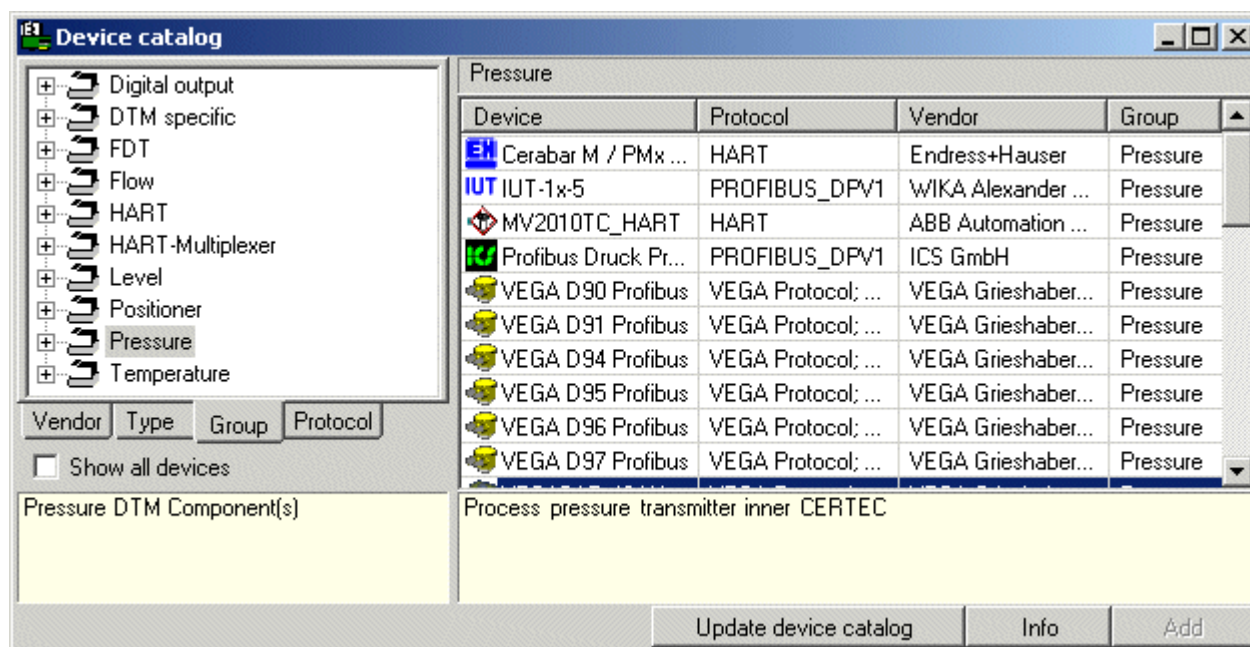 Device catalog
Digital output
DTM specific
FDT
Flow
HART
HART-Multiplexer
Level
Positioner
Pressure
Temperature
Vendor Type Group Protocol
Show all devices
Pressure DTM Component(s)
Pressure
Device Protocol Vendor Group
EH Cerabar M / PMx ... HART Endress+Hauser Pressure
IUT IUT-1x-5 PROFIBUS_DPV1 WIKA Alexander ... Pressure
MV2010TC_HART HART ABB Automation ... Pressure
Profibus Druck Pr... PROFIBUS_DPV1 ICS GmbH Pressure
VEGA D90 Profibus VEGA Protocol; ... VEGA Grieshaber... Pressure
VEGA D91 Profibus VEGA Protocol; ... VEGA Grieshaber... Pressure
VEGA D94 Profibus VEGA Protocol; ... VEGA Grieshaber... Pressure
VEGA D95 Profibus VEGA Protocol; ... VEGA Grieshaber... Pressure
VEGA D96 Profibus VEGA Protocol; ... VEGA Grieshaber... Pressure
VEGA D97 Profibus VEGA Protocol; ... VEGA Grieshaber... Pressure
Process pressure transmitter inner CERTEC
Update device catalog Info Add